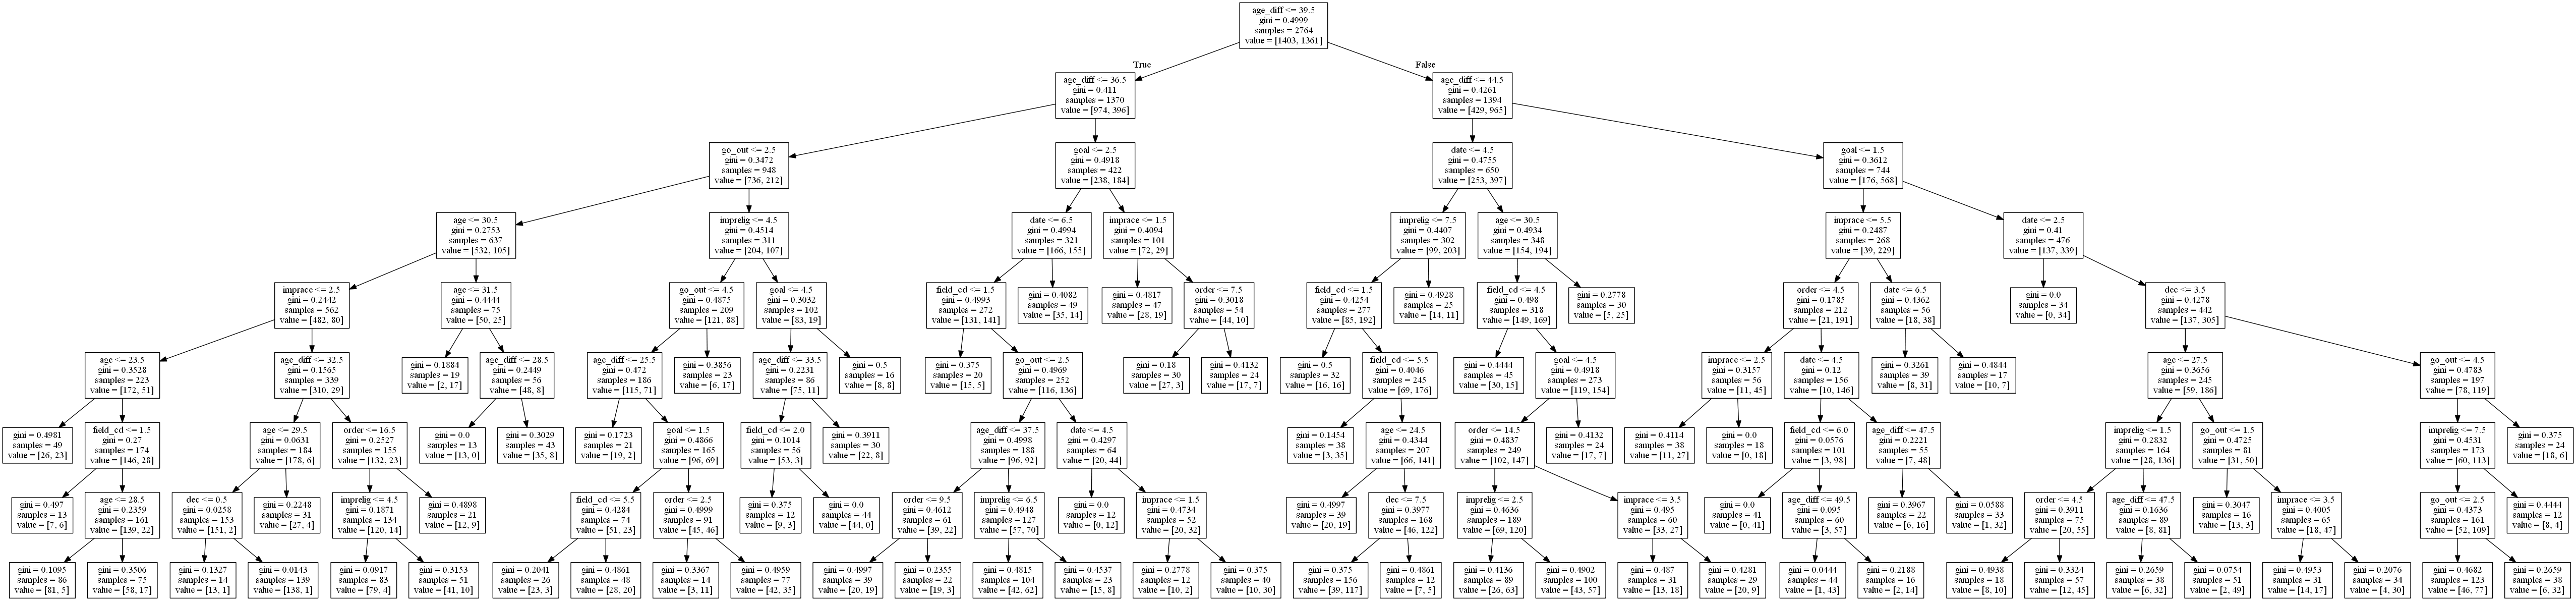 age_diff <= 39.5
gini = 0.4999
samples = 2764
value = [1403, 1361]
True
False
age_diff <= 36.5
gini = 0.411
samples = 1370
value = [974, 396]
age_diff <= 44.5
gini = 0.4261
samples = 1394
value = [429, 965]
go_out <= 2.5
gini = 0.3472
samples = 948
value = [736, 212]
goal <= 2.5
gini = 0.4918
samples = 422
value = [238, 184]
date <= 4.5
gini = 0.4755
samples = 650
value = [253, 397]
goal <= 1.5
gini = 0.3612
samples = 744
value = [176, 568]
age <= 30.5
gini = 0.2753
samples = 637
value = [532, 105]
imprelig <= 4.5
gini = 0.4514
samples = 311
value = [204, 107]
date <= 6.5
gini = 0.4994
samples = 321
value = [166, 155]
imprace <= 1.5
gini = 0.4094
samples = 101
value = [72, 29]
imprelig <= 7.5
gini = 0.4407
samples = 302
value = [99, 203]
age <= 30.5
gini = 0.4934
samples = 348
value = [154, 194]
imprace <= 5.5
gini = 0.2487
samples = 268
value = [39, 229]
date <= 2.5
gini = 0.41
samples = 476
value = [137, 339]
imprace <= 2.5
gini = 0.2442
samples = 562
value = [482, 80]
age <= 31.5
gini = 0.4444
samples = 75
value = [50, 25]
go_out <= 4.5
gini = 0.4875
samples = 209
value = [121, 88]
goal <= 4.5
gini = 0.3032
samples = 102
value = [83, 19]
field_cd <= 1.5
gini = 0.4993
samples = 272
value = [131, 141]
gini = 0.4082
samples = 49
value = [35, 14]
gini = 0.4817
samples = 47
value = [28, 19]
order <= 7.5
gini = 0.3018
samples = 54
value = [44, 10]
field_cd <= 1.5
gini = 0.4254
samples = 277
value = [85, 192]
gini = 0.4928
samples = 25
value = [14, 11]
field_cd <= 4.5
gini = 0.498
samples = 318
value = [149, 169]
gini = 0.2778
samples = 30
value = [5, 25]
order <= 4.5
gini = 0.1785
samples = 212
value = [21, 191]
date <= 6.5
gini = 0.4362
samples = 56
value = [18, 38]
gini = 0.0
samples = 34
value = [0, 34]
dec <= 3.5
gini = 0.4278
samples = 442
value = [137, 305]
age <= 23.5
gini = 0.3528
samples = 223
value = [172, 51]
age_diff <= 32.5
gini = 0.1565
samples = 339
value = [310, 29]
gini = 0.1884
samples = 19
value = [2, 17]
age_diff <= 28.5
gini = 0.2449
samples = 56
value = [48, 8]
age_diff <= 25.5
gini = 0.472
samples = 186
value = [115, 71]
gini = 0.3856
samples = 23
value = [6, 17]
age_diff <= 33.5
gini = 0.2231
samples = 86
value = [75, 11]
gini = 0.5
samples = 16
value = [8, 8]
gini = 0.375
samples = 20
value = [15, 5]
go_out <= 2.5
gini = 0.4969
samples = 252
value = [116, 136]
gini = 0.18
samples = 30
value = [27, 3]
gini = 0.4132
samples = 24
value = [17, 7]
gini = 0.5
samples = 32
value = [16, 16]
field_cd <= 5.5
gini = 0.4046
samples = 245
value = [69, 176]
gini = 0.4444
samples = 45
value = [30, 15]
goal <= 4.5
gini = 0.4918
samples = 273
value = [119, 154]
imprace <= 2.5
gini = 0.3157
samples = 56
value = [11, 45]
date <= 4.5
gini = 0.12
samples = 156
value = [10, 146]
gini = 0.3261
samples = 39
value = [8, 31]
gini = 0.4844
samples = 17
value = [10, 7]
age <= 27.5
gini = 0.3656
samples = 245
value = [59, 186]
go_out <= 4.5
gini = 0.4783
samples = 197
value = [78, 119]
gini = 0.4981
samples = 49
value = [26, 23]
field_cd <= 1.5
gini = 0.27
samples = 174
value = [146, 28]
age <= 29.5
gini = 0.0631
samples = 184
value = [178, 6]
order <= 16.5
gini = 0.2527
samples = 155
value = [132, 23]
gini = 0.0
samples = 13
value = [13, 0]
gini = 0.3029
samples = 43
value = [35, 8]
gini = 0.1723
samples = 21
value = [19, 2]
goal <= 1.5
gini = 0.4866
samples = 165
value = [96, 69]
field_cd <= 2.0
gini = 0.1014
samples = 56
value = [53, 3]
gini = 0.3911
samples = 30
value = [22, 8]
age_diff <= 37.5
gini = 0.4998
samples = 188
value = [96, 92]
date <= 4.5
gini = 0.4297
samples = 64
value = [20, 44]
gini = 0.1454
samples = 38
value = [3, 35]
age <= 24.5
gini = 0.4344
samples = 207
value = [66, 141]
order <= 14.5
gini = 0.4837
samples = 249
value = [102, 147]
gini = 0.4132
samples = 24
value = [17, 7]
gini = 0.4114
samples = 38
value = [11, 27]
gini = 0.0
samples = 18
value = [0, 18]
field_cd <= 6.0
gini = 0.0576
samples = 101
value = [3, 98]
age_diff <= 47.5
gini = 0.2221
samples = 55
value = [7, 48]
imprelig <= 1.5
gini = 0.2832
samples = 164
value = [28, 136]
go_out <= 1.5
gini = 0.4725
samples = 81
value = [31, 50]
imprelig <= 7.5
gini = 0.4531
samples = 173
value = [60, 113]
gini = 0.375
samples = 24
value = [18, 6]
gini = 0.497
samples = 13
value = [7, 6]
age <= 28.5
gini = 0.2359
samples = 161
value = [139, 22]
dec <= 0.5
gini = 0.0258
samples = 153
value = [151, 2]
gini = 0.2248
samples = 31
value = [27, 4]
imprelig <= 4.5
gini = 0.1871
samples = 134
value = [120, 14]
gini = 0.4898
samples = 21
value = [12, 9]
field_cd <= 5.5
gini = 0.4284
samples = 74
value = [51, 23]
order <= 2.5
gini = 0.4999
samples = 91
value = [45, 46]
gini = 0.375
samples = 12
value = [9, 3]
gini = 0.0
samples = 44
value = [44, 0]
order <= 9.5
gini = 0.4612
samples = 61
value = [39, 22]
imprelig <= 6.5
gini = 0.4948
samples = 127
value = [57, 70]
gini = 0.0
samples = 12
value = [0, 12]
imprace <= 1.5
gini = 0.4734
samples = 52
value = [20, 32]
gini = 0.4997
samples = 39
value = [20, 19]
dec <= 7.5
gini = 0.3977
samples = 168
value = [46, 122]
imprelig <= 2.5
gini = 0.4636
samples = 189
value = [69, 120]
imprace <= 3.5
gini = 0.495
samples = 60
value = [33, 27]
gini = 0.0
samples = 41
value = [0, 41]
age_diff <= 49.5
gini = 0.095
samples = 60
value = [3, 57]
gini = 0.3967
samples = 22
value = [6, 16]
gini = 0.0588
samples = 33
value = [1, 32]
order <= 4.5
gini = 0.3911
samples = 75
value = [20, 55]
age_diff <= 47.5
gini = 0.1636
samples = 89
value = [8, 81]
gini = 0.3047
samples = 16
value = [13, 3]
imprace <= 3.5
gini = 0.4005
samples = 65
value = [18, 47]
go_out <= 2.5
gini = 0.4373
samples = 161
value = [52, 109]
gini = 0.4444
samples = 12
value = [8, 4]
gini = 0.1095
samples = 86
value = [81, 5]
gini = 0.3506
samples = 75
value = [58, 17]
gini = 0.1327
samples = 14
value = [13, 1]
gini = 0.0143
samples = 139
value = [138, 1]
gini = 0.0917
samples = 83
value = [79, 4]
gini = 0.3153
samples = 51
value = [41, 10]
gini = 0.2041
samples = 26
value = [23, 3]
gini = 0.4861
samples = 48
value = [28, 20]
gini = 0.3367
samples = 14
value = [3, 11]
gini = 0.4959
samples = 77
value = [42, 35]
gini = 0.4997
samples = 39
value = [20, 19]
gini = 0.2355
samples = 22
value = [19, 3]
gini = 0.4815
samples = 104
value = [42, 62]
gini = 0.4537
samples = 23
value = [15, 8]
gini = 0.2778
samples = 12
value = [10, 2]
gini = 0.375
samples = 40
value = [10, 30]
gini = 0.375
samples = 156
value = [39, 117]
gini = 0.4861
samples = 12
value = [7, 5]
gini = 0.4136
samples = 89
value = [26, 63]
gini = 0.4902
samples = 100
value = [43, 57]
gini = 0.487
samples = 31
value = [13, 18]
gini = 0.4281
samples = 29
value = [20, 9]
gini = 0.0444
samples = 44
value = [1, 43]
gini = 0.2188
samples = 16
value = [2, 14]
gini = 0.4938
samples = 18
value = [8, 10]
gini = 0.3324
samples = 57
value = [12, 45]
gini = 0.2659
samples = 38
value = [6, 32]
gini = 0.0754
samples = 51
value = [2, 49]
gini = 0.4953
samples = 31
value = [14, 17]
gini = 0.2076
samples = 34
value = [4, 30]
gini = 0.4682
samples = 123
value = [46, 77]
gini = 0.2659
samples = 38
value = [6, 32]